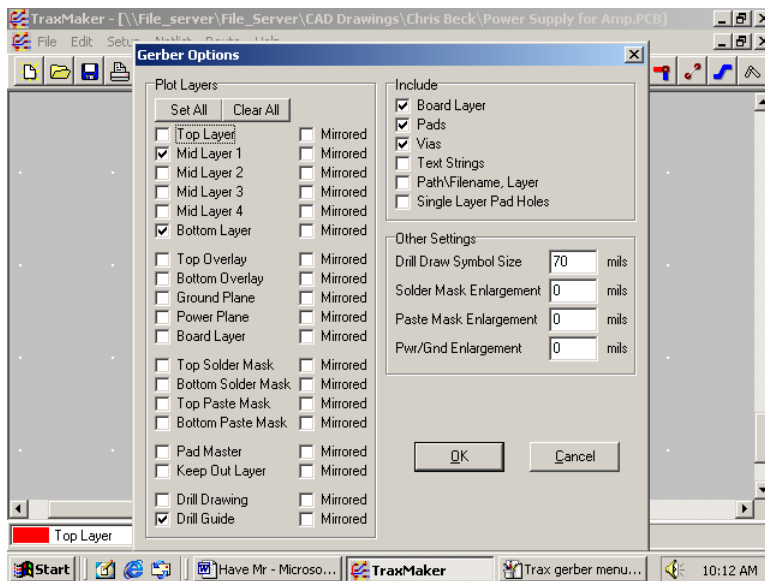 TraxMaker - [\\File_server\File_Server\CAD Drawings\Chris Beck\Power Supply for Amp.PCB]
File Edit Setup Netlist Route Help
Gerber Options
Plot Layers
Set All Clear All
Top Layer Mirrored
Mid Layer 1 Mirrored
Mid Layer 2 Mirrored
Mid Layer 3 Mirrored
Mid Layer 4 Mirrored
Bottom Layer Mirrored
Top Overlay Mirrored
Bottom Overlay Mirrored
Ground Plane Mirrored
Power Plane Mirrored
Board Layer Mirrored
Top Solder Mask Mirrored
Bottom Solder Mask Mirrored
Top Paste Mask Mirrored
Bottom Paste Mask Mirrored
Pad Master Mirrored
Keep Out Layer Mirrored
Drill Drawing Mirrored
Drill Guide Mirrored
Include
Board Layer
Pads
Vias
Text Strings
Path\Filename, Layer
Single Layer Pad Holes
Other Settings
Drill Draw Symbol Size 70 mils
Solder Mask Enlargement 0 mils
Paste Mask Enlargement 0 mils
Pwr/Gnd Enlargement 0 mils
OK Cancel
Top Layer
Start Have Mr - Microso... TraxMaker Trax gerber menu... 10:12 AM